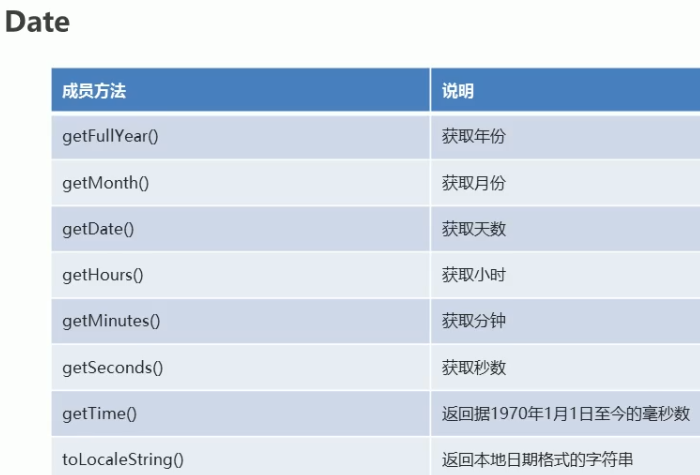 Date
成员方法 说明
getFullYear() 获取年份
getMonth() 获取月份
getDate() 获取天数
getHours() 获取小时
getMinutes() 获取分钟
getSeconds() 获取秒数
getTime() 返回据1970年1月1日至今的毫秒数
toLocaleString() 返回本地日期格式的字符串